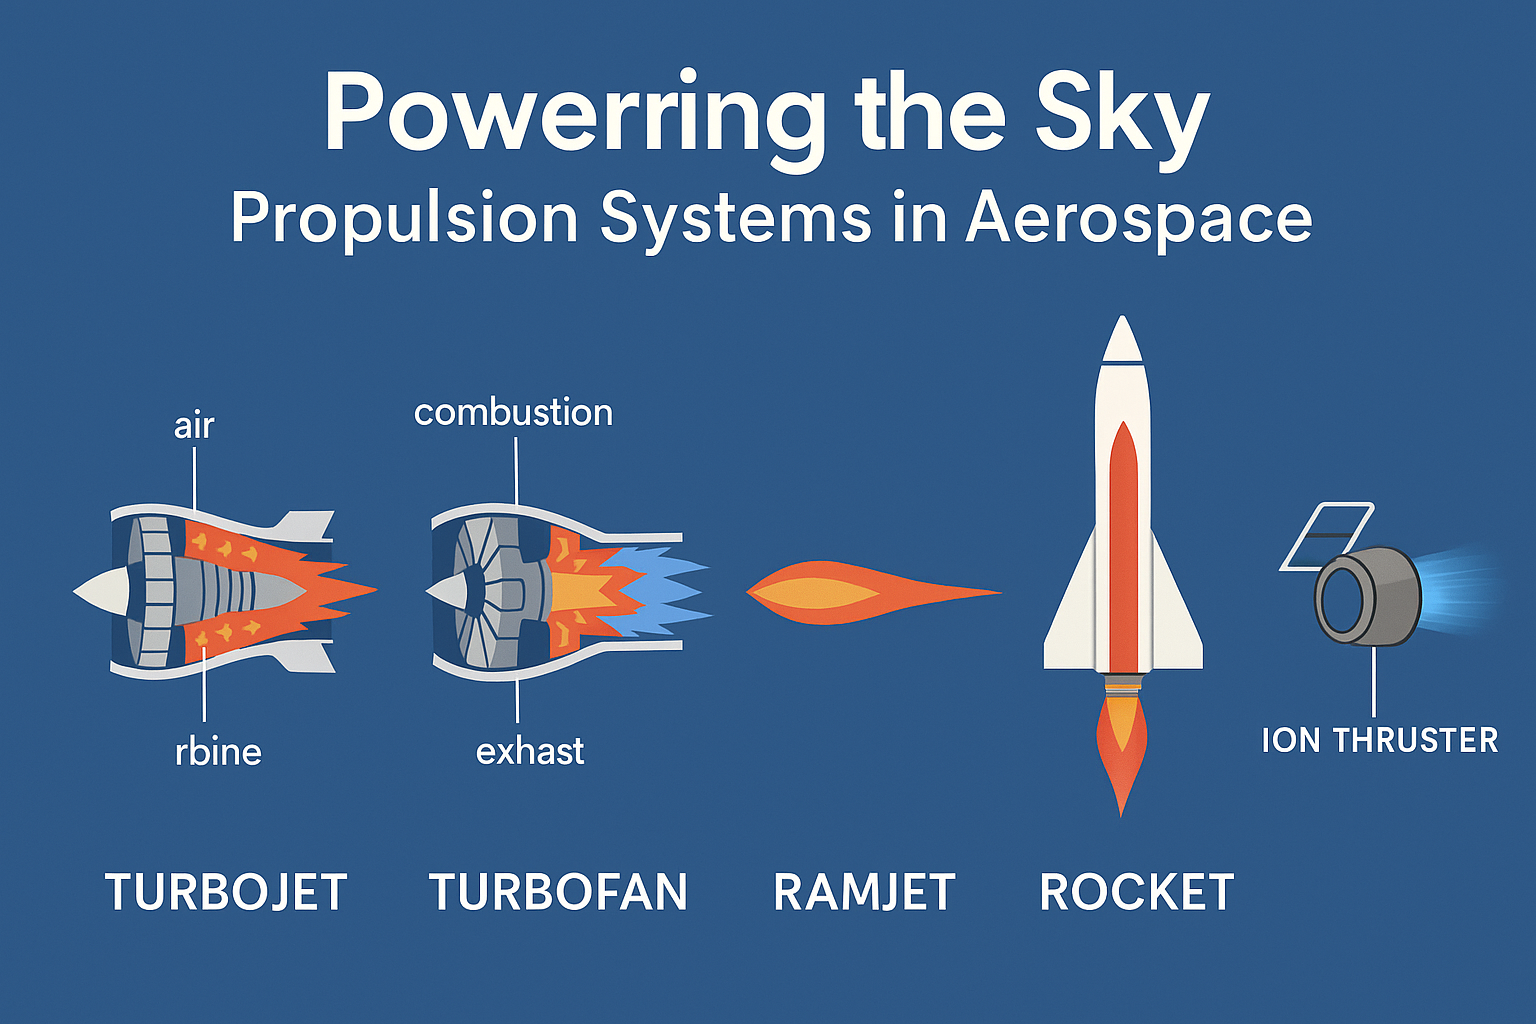 Powerring the Sky
Propulsion Systems in Aerospace
air
combustion
rbine
exhast
ION THRUSTER
TURBOJET
TURBOFAN
RAMJET
ROCKET